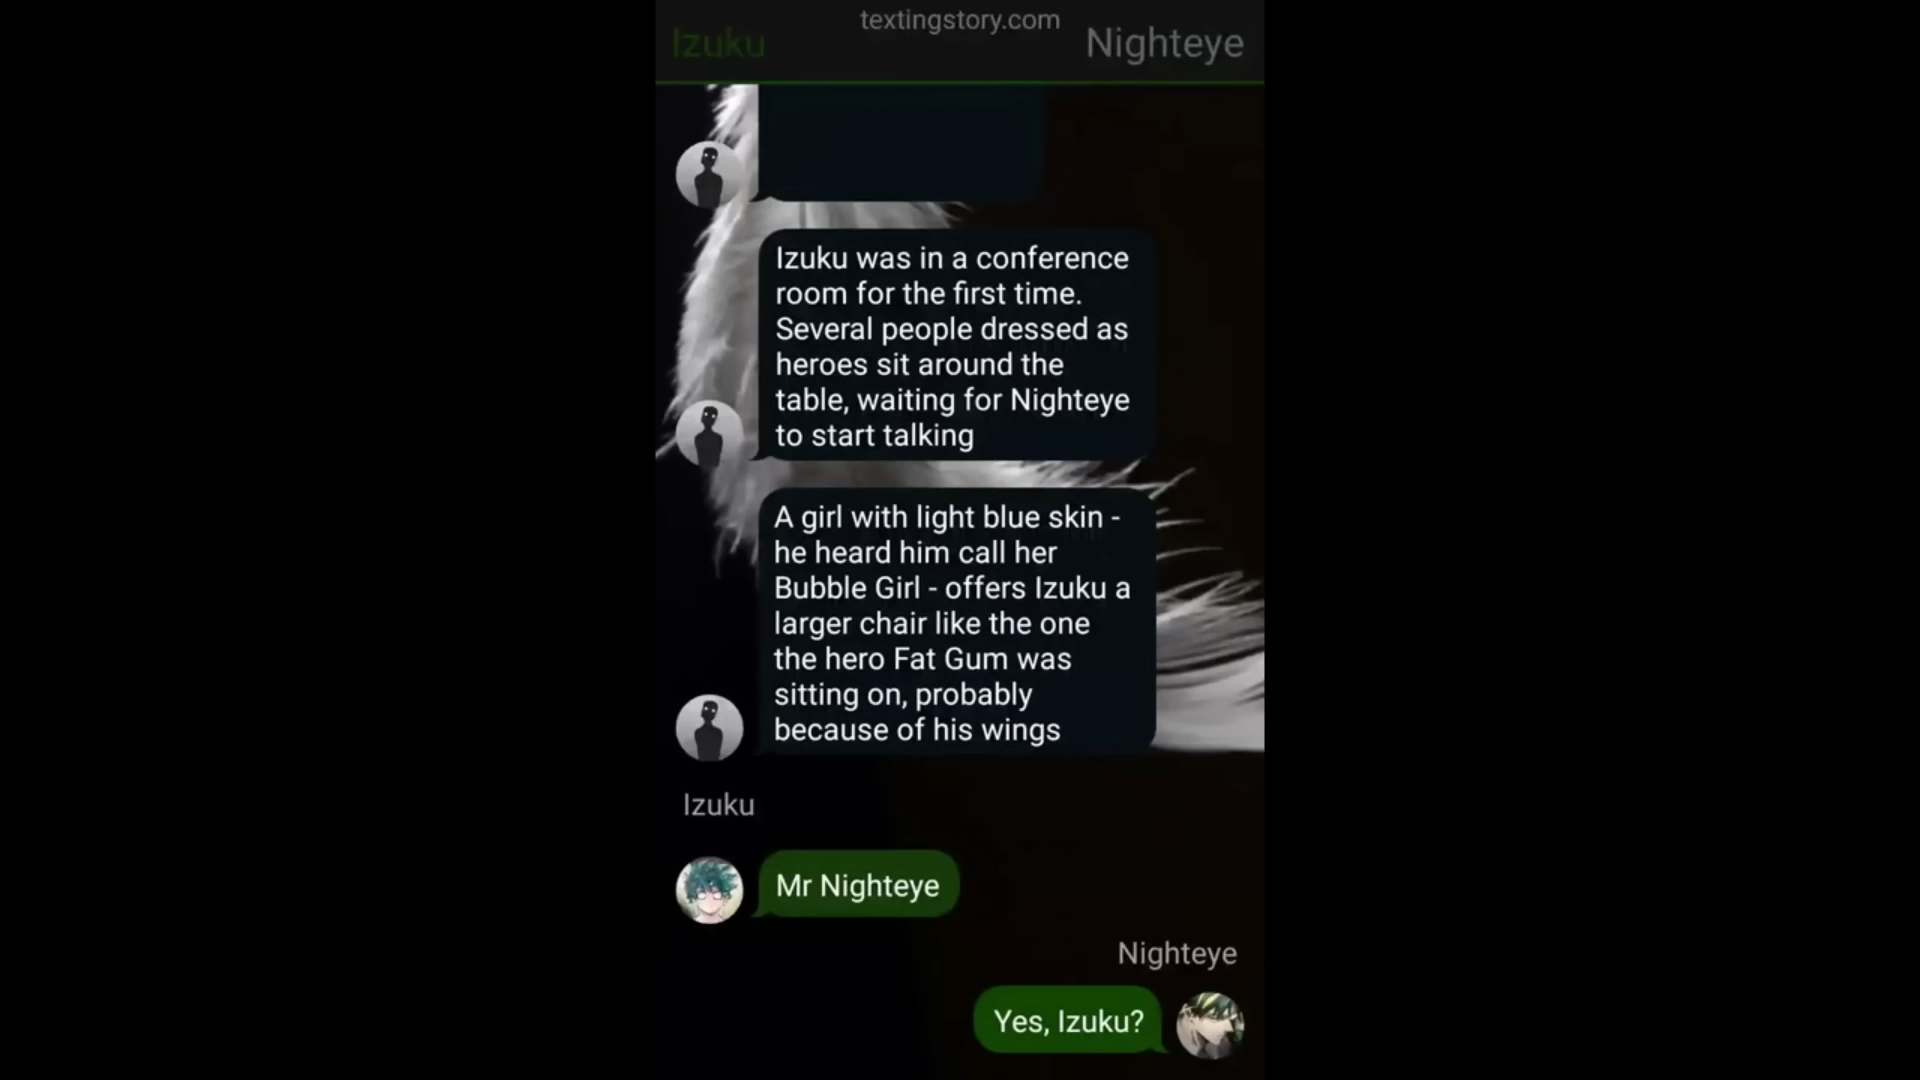 textingstory.com
Izuku
Nighteye
Izuku was in a conference
room for the first time.
Several people dressed as
heroes sit around the
table, waiting for Nighteye
to start talking
A girl with light blue skin -
he heard him call her
Bubble Girl - offers Izuku a
larger chair like the one
the hero Fat Gum was
sitting on, probably
because of his wings
Izuku
Mr Nighteye
Nighteye
Yes, Izuku?